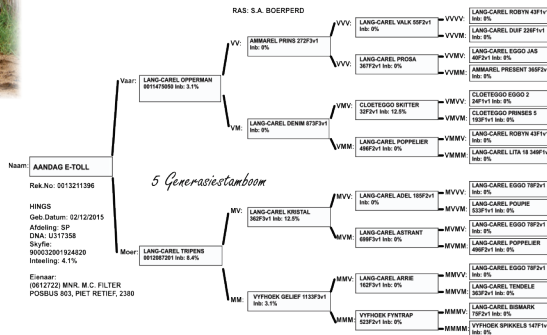 RAS: S.A. BOERPERD
LANG-CAREL ROBYN 43F1v1
Inb: 0%
VVVV:
VVV:
LANG-CAREL VALK 55F2v1
Inb: 0%
VVVM:
LANG-CAREL DUIF 226F1v1
Inb: 0%
VV:
AMMAREL PRINS 272F3v1
Inb: 0%
VVV:
LANG-CAREL PROSA
367F2v1 Inb: 0%
VVMV:
LANG-CAREL EGGO JAS
40F2v1 Inb: 0%
VVMM:
AMMAREL PRESENT 365F2v
Inb: 0%
Vaar:
LANG-CAREL OPPERMAN
0011475050 Inb: 3.1%
VM:
LANG-CAREL DENIM 873F3v1
Inb: 0%
VMV:
CLOETEGGO SKITTER
32F2v1 Inb: 12.5%
VMVV:
CLOETEGGO EGGO 2
24F1v1 Inb: 0%
VMVM:
CLOETEGGO PRINSES 5
193F1v1 Inb: 0%
VMM:
LANG-CAREL POPPELIER
496F2v1 Inb: 0%
VMMV:
LANG-CAREL ROBYN 43F1v1
Inb: 0%
VMMM:
LANG-CAREL LITA 18 349F1v
Inb: 0%
Naam:
AANDAG E-TOLL
Rek.No: 0013211396
HINGS
Geb.Datum: 02/12/2015
Afdeling: SP
DNA: U317358
Skyfie:
900032001924820
Inteeling: 4.1%
Eienaar:
(0612722) MNR. M.C. FILTER
POSBUS 803, PIET RETIEF, 2380
5 Generasiestamboom
Moer:
LANG-CAREL TRIPENS
0012087201 Inb: 8.4%
MV:
LANG-CAREL KRISTAL
362F3v1 Inb: 12.5%
MVV:
LANG-CAREL ADEL 185F2v1
Inb: 0%
MVVV:
LANG-CAREL EGGO 78F2v1
Inb: 0%
MVVM:
LANG-CAREL POUPIE
533F1v1 Inb: 0%
MVM:
LANG-CAREL ASTRANT
689F3v1 Inb: 0%
MVMV:
LANG-CAREL EGGO 78F2v1
Inb: 0%
MVMM:
LANG-CAREL POPPELIER
496F2v1 Inb: 0%
MM:
VYFHOEK GELIEF 1133F3v1
Inb: 3.1%
MMV:
LANG-CAREL ARRIE
162F3v1 Inb: 0%
MMVV:
LANG-CAREL EGGO 78F2v1
Inb: 0%
MMVM:
LANG-CAREL TENDELE
363F2v1 Inb: 0%
MMM:
VYFHOEK FYNTRAP
523F2v1 Inb: 0%
MMMV:
LANG-CAREL BISMARK
75F2v1 Inb: 0%
MMMM:
VYFHOEK SPIKKELS 147F1v
Inb: 0%